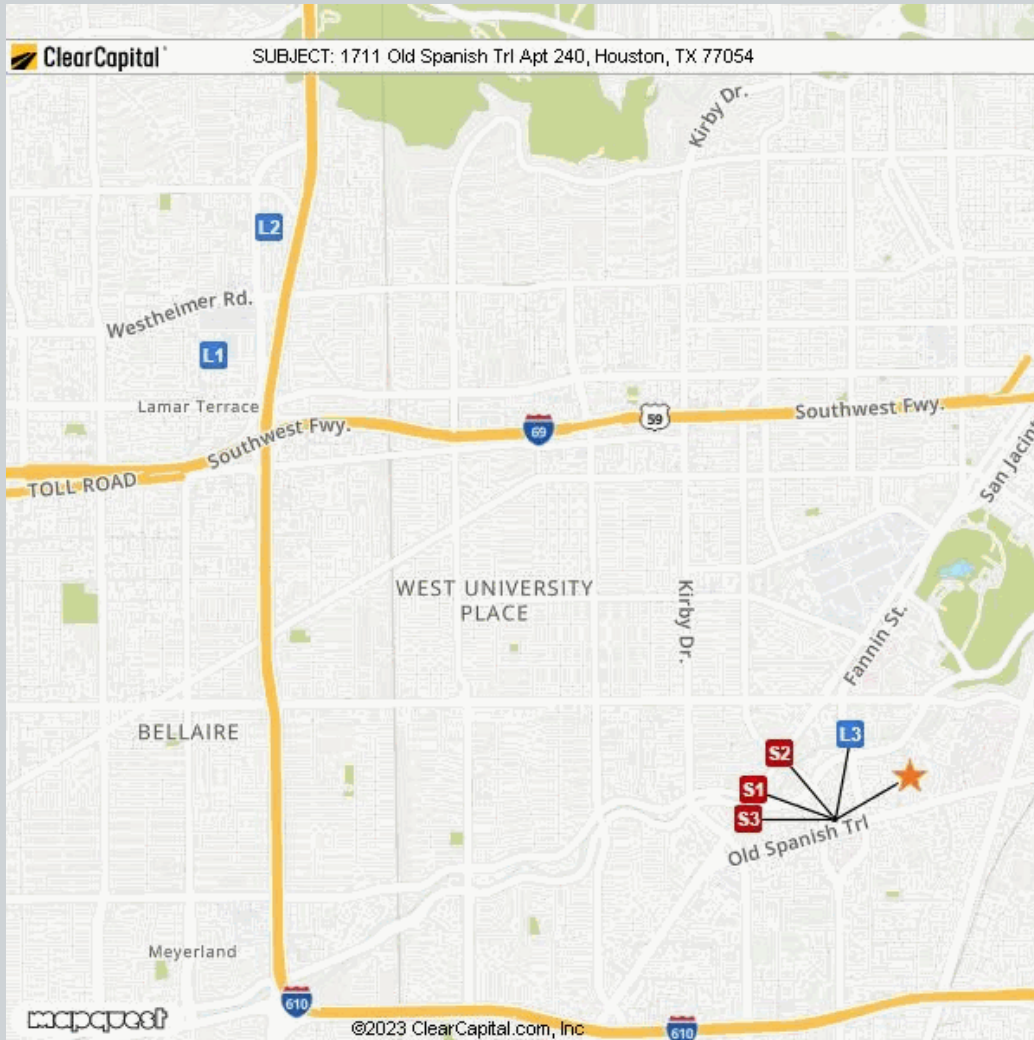 ClearCapital
SUBJECT: 1711 Old Spanish Trl Apt 240, Houston, TX 77054
Kirby Dr.
L2
Westheimer Rd.
L1
Lamar Terrace
Southwest Fwy.
69
59
Southwest Fwy.
TOLL ROAD
San Jacint
WEST UNIVERSITY
PLACE
Kirby Dr.
Fannin St.
BELLAIRE
L3
S2
S1
S3
Old Spanish Trl
Meyerland
610
mapquest
©2023 ClearCapital.com, Inc
610